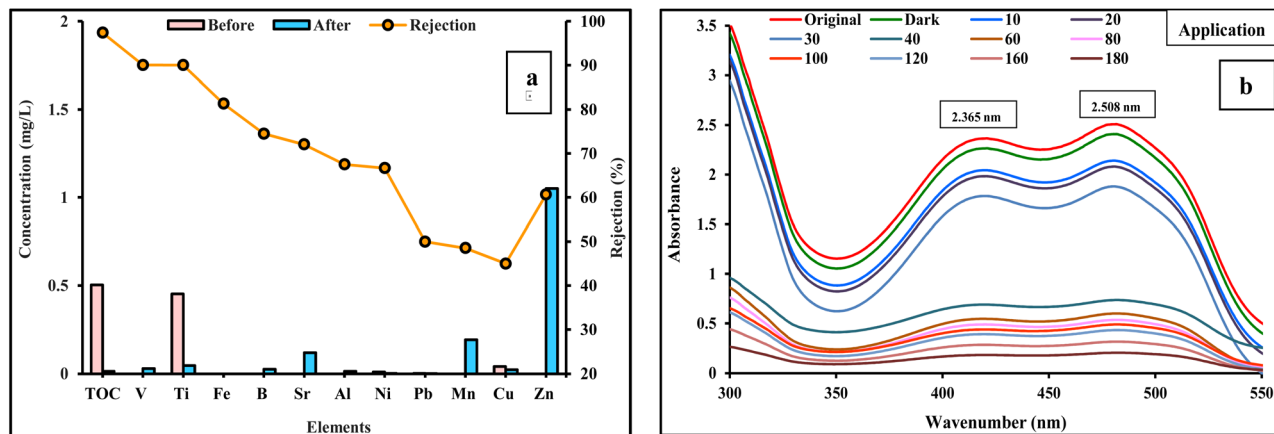 Before After Rejection
a
Concentration (mg/L)
2
1.5
1
0.5
0
100
90
80
70
60
50
40
30
20
Rejection (%)
TOC V Ti Fe B Sr Al Ni Pb Mn Cu Zn
Elements
Original Dark 10 20
30 40 60 80
100 120 160 180
Application
b
2.365 nm
2.508 nm
Absorbance
3.5
3
2.5
2
1.5
1
0.5
0
300 350 400 450 500 550
Wavenumber (nm)